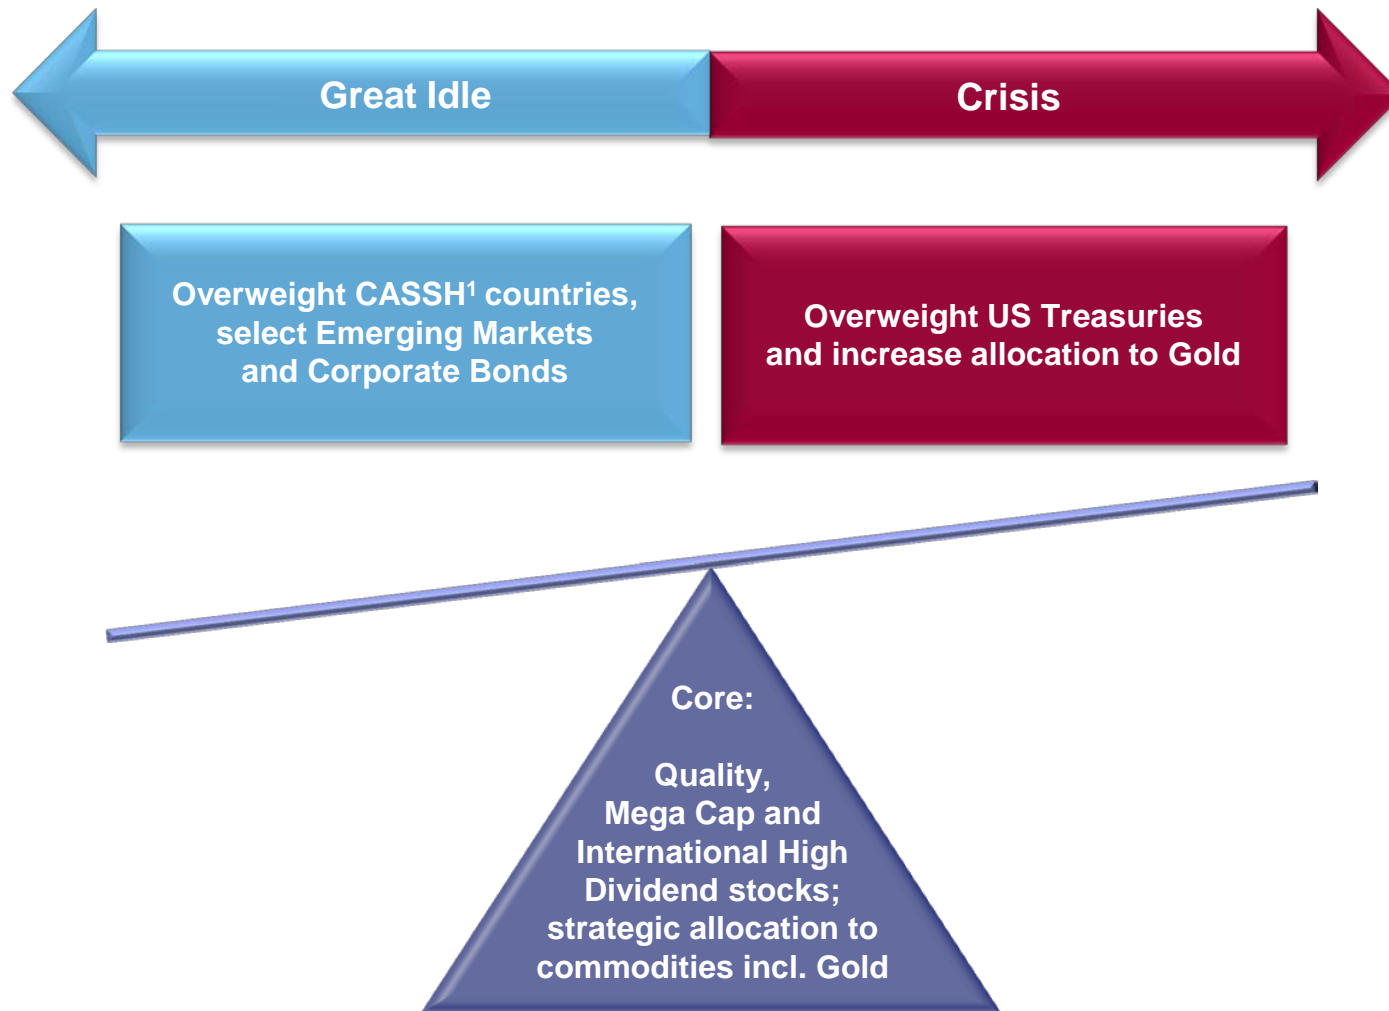 Great Idle
Crisis
Overweight CASSH¹ countries,
select Emerging Markets
and Corporate Bonds
Overweight US Treasuries
and increase allocation to Gold
Core:
Quality,
Mega Cap and
International High
Dividend stocks;
strategic allocation to
commodities incl. Gold